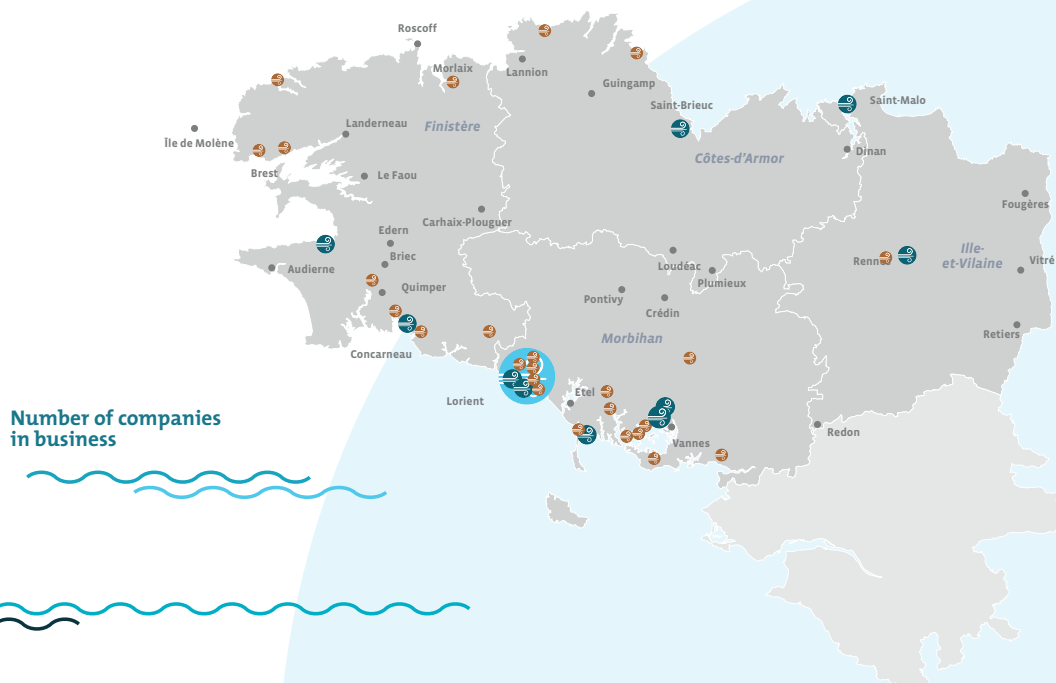 Roscoff
Morlaix
Lannion
Guingamp
Saint-Brieuc
Saint-Malo
Landerneau
Finistère
Île de Molène
Côtes-d'Armor
Dinan
Brest
Le Faou
Fougères
Carhaix-Plouguer
Edern
Briec
Audierne
Loudéac
Plumieux
Rennes
Ille-
et-Vilaine
Vitré
Quimper
Pontivy
Crédin
Morbihan
Retiers
Concarneau
Lorient
Etel
Vannes
Redon
Number of companies
in business